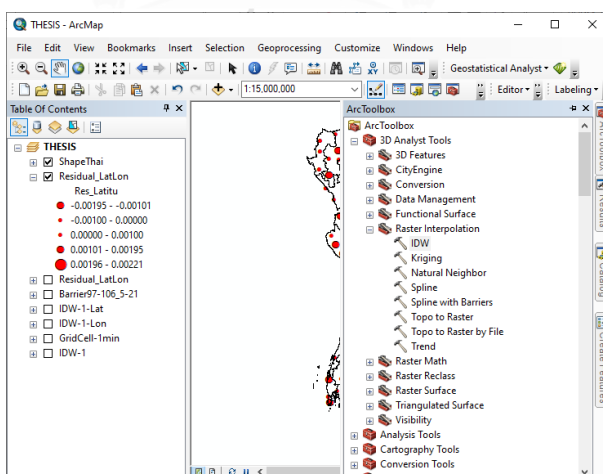 THESIS - ArcMap
File Edit View Bookmarks Insert Selection Geoprocessing Customize Windows Help
Geostatistical Analyst
1:15,000,000
Editor
Labeling
Table Of Contents
THESIS
ShapeThai
Residual_LatLon
Res_Latitu
-0.00195 - -0.00101
-0.00100 - 0.00000
0.00000 - 0.00100
0.00101 - 0.00195
0.00196 - 0.00221
Residual_LatLon
Barrier97-106_5-21
IDW-1-Lat
IDW-1-Lon
GridCell-1min
IDW-1
ArcToolbox
ArcToolbox
3D Analyst Tools
3D Features
CityEngine
Conversion
Data Management
Functional Surface
Raster Interpolation
IDW
Kriging
Natural Neighbor
Spline
Spline with Barriers
Topo to Raster
Topo to Raster by File
Trend
Raster Math
Raster Reclass
Raster Surface
Triangulated Surface
Visibility
Analysis Tools
Cartography Tools
Conversion Tools
ArcToolbox
Results
Catalog
Create Features